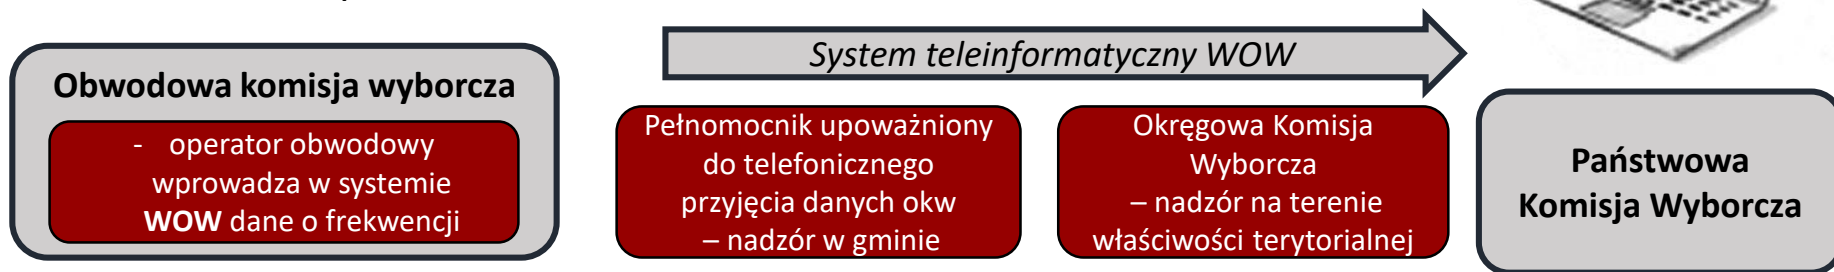 System teleinformatyczny WOW
Obwodowa komisja wyborcza
- operator obwodowy
wprowadza w systemie
WOW dane o frekwencji
Pełnomocnik upoważniony
do telefonicznego
przyjęcia danych okw
– nadzór w gminie
Okręgowa Komisja
Wyborcza
– nadzór na terenie
właściwości terytorialnej
Państwowa
Komisja Wyborcza